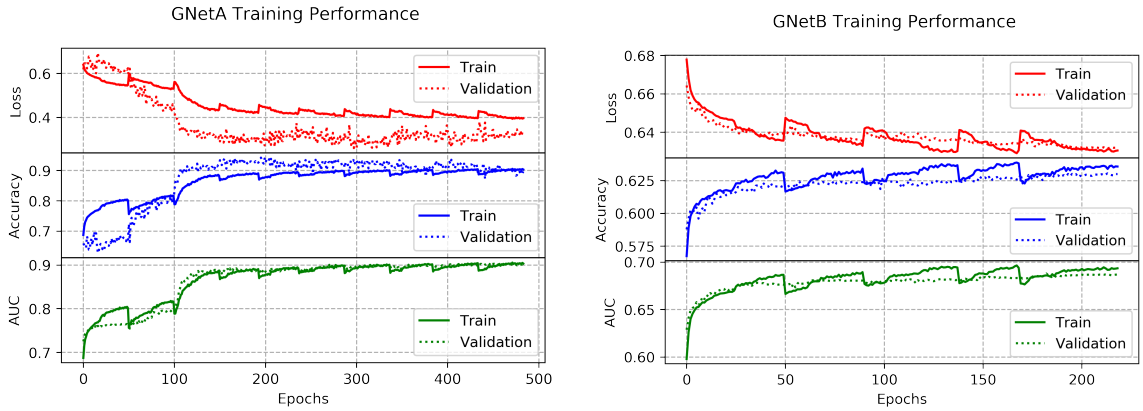 GNetA Training Performance
0.6
0.4
Loss
Train
Validation
0.9
0.8
0.7
Accuracy
Train
Validation
0.9
0.8
0.7
AUC
Train
Validation
0
100
200
300
400
500
Epochs
GNetB Training Performance
0.68
0.66
0.64
Loss
Train
Validation
0.625
0.600
0.575
Accuracy
Train
Validation
0.70
0.65
0.60
AUC
Train
Validation
0
50
100
150
200
Epochs